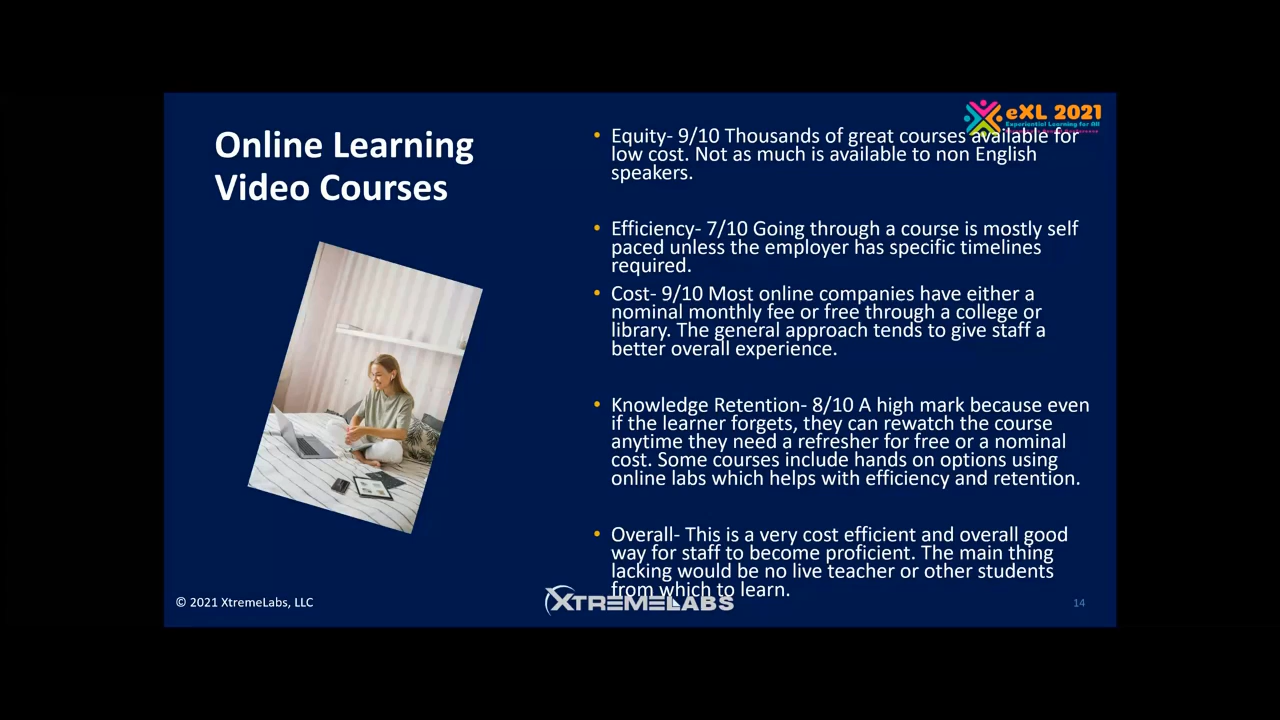 Online Learning
Video Courses
eXL 2021
Experiential Learning for All
• Equity- 9/10 Thousands of great courses available for
low cost. Not as much is available to non English
speakers.
• Efficiency- 7/10 Going through a course is mostly self
paced unless the employer has specific timelines
required.
• Cost- 9/10 Most online companies have either a
nominal monthly fee or free through a college or
library. The general approach tends to give staff a
better overall experience.
• Knowledge Retention- 8/10 A high mark because even
if the learner forgets, they can rewatch the course
anytime they need a refresher for free or a nominal
cost. Some courses include hands on options using
online labs which helps with efficiency and retention.
• Overall- This is a very cost efficient and overall good
way for staff to become proficient. The main thing
lacking would be no live teacher or other students
from which to learn.
© 2021 XtremeLabs, LLC
XTREMELABS
14